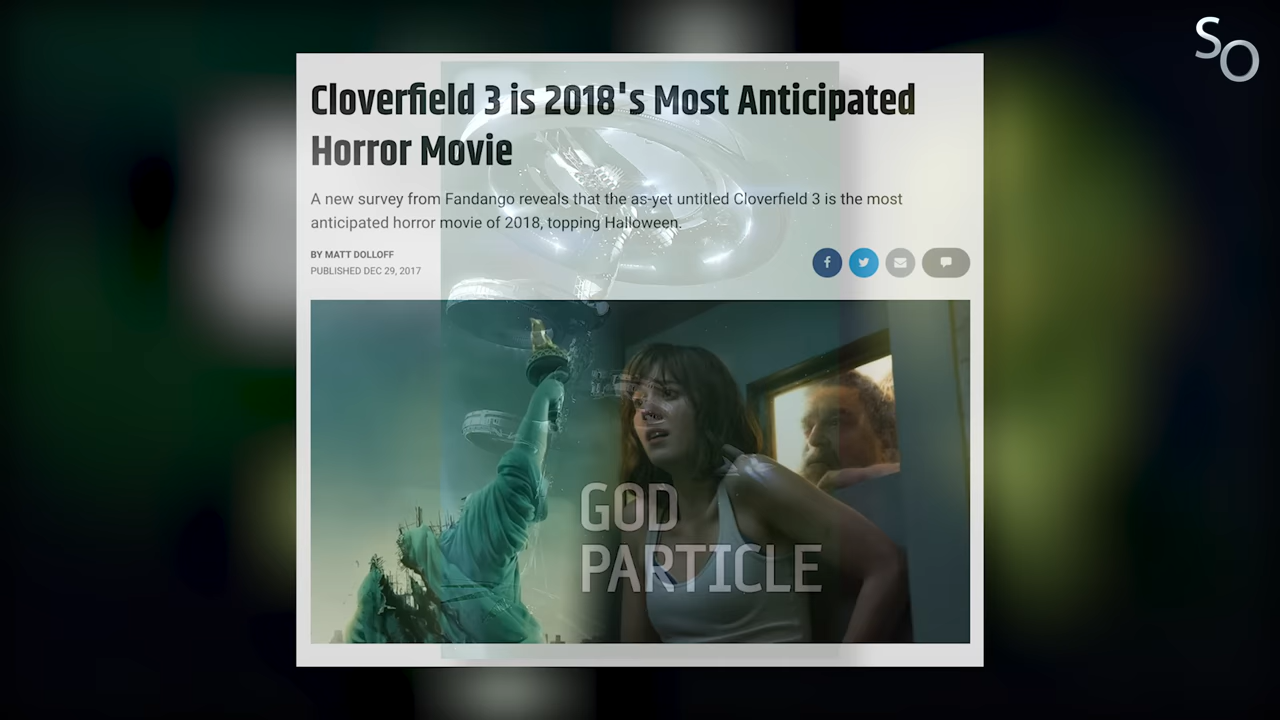 SO
Cloverfield 3 is 2018's Most Anticipated
Horror Movie
A new survey from Fandango reveals that the as-yet untitled Cloverfield 3 is the most
anticipated horror movie of 2018, topping Halloween.
BY MATT DOLLOFF
PUBLISHED DEC 29, 2017
f
GOD
PARTICLE